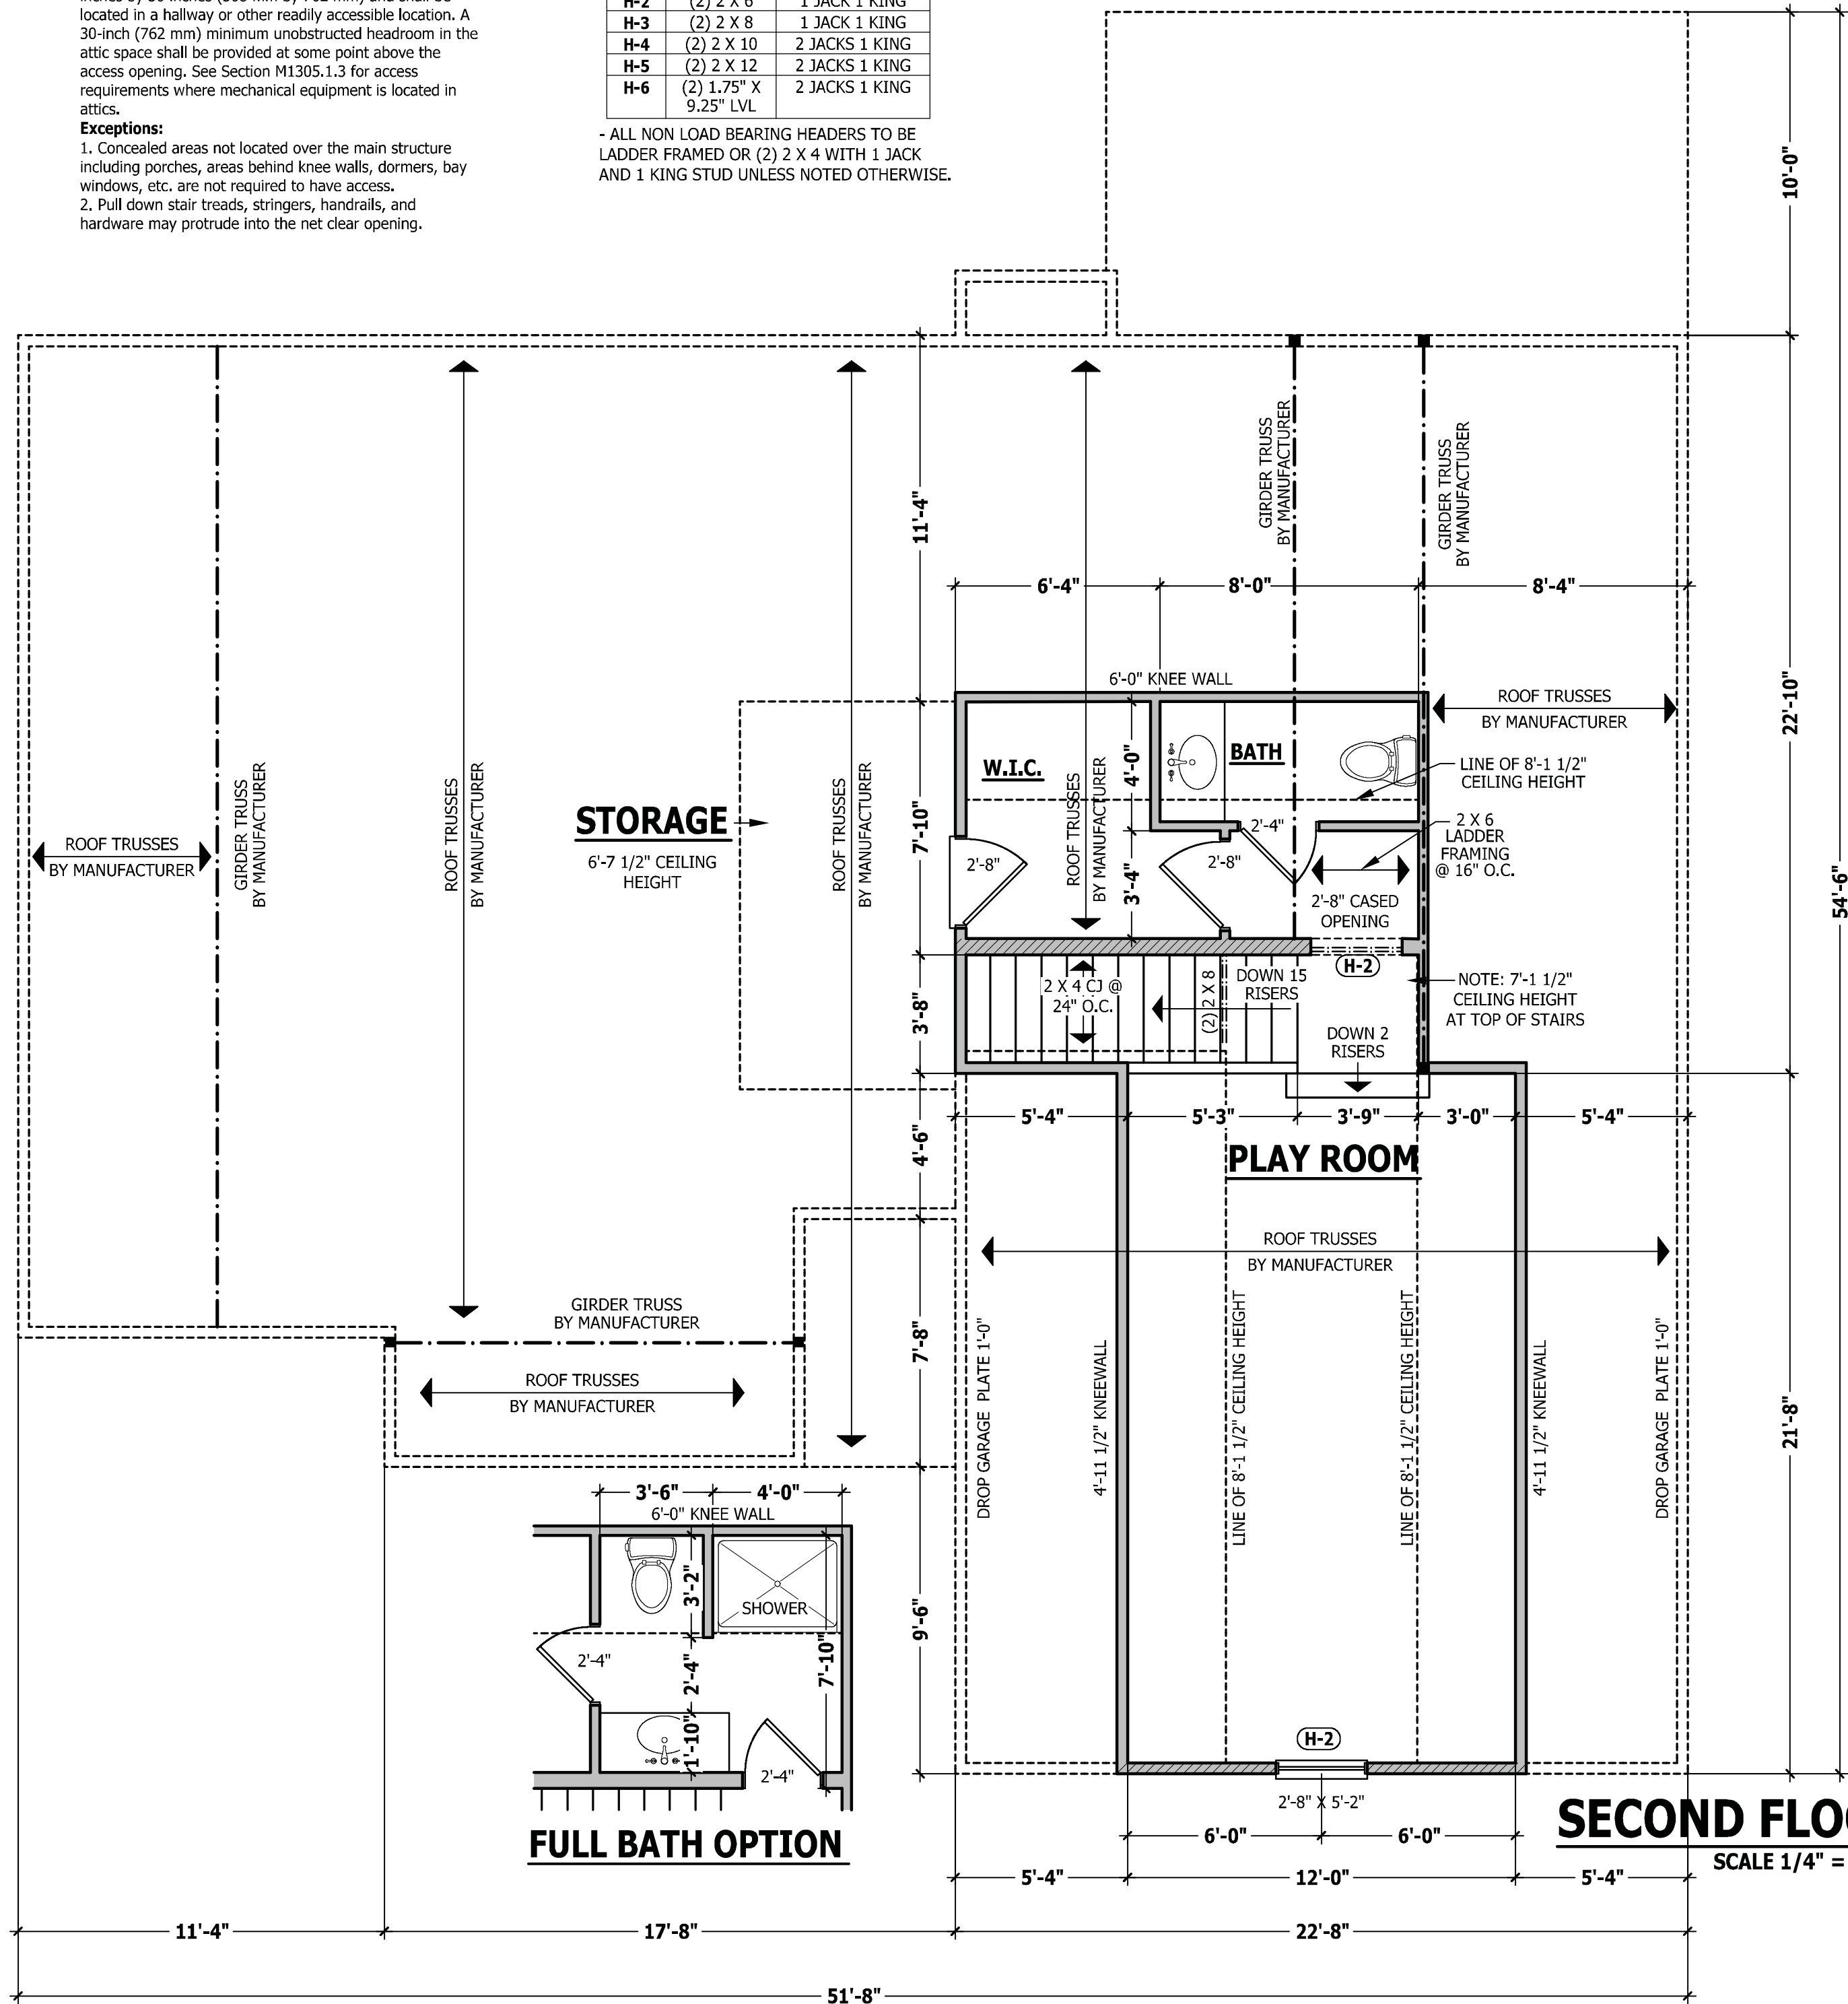 located in a hallway or other readily accessible location. A
30-inch (762 mm) minimum unobstructed headroom in the
attic space shall be provided at some point above the
access opening. See Section M1305.1.3 for access
requirements where mechanical equipment is located in
attics.
Exceptions:
1. Concealed areas not located over the main structure
including porches, areas behind knee walls, dormers, bay
windows, etc. are not required to have access.
2. Pull down stair treads, stringers, handrails, and
hardware may protrude into the net clear opening.
H-2 (2) 2 X 6 1 JACK 1 KING
H-3 (2) 2 X 8 1 JACK 1 KING
H-4 (2) 2 X 10 2 JACKS 1 KING
H-5 (2) 2 X 12 2 JACKS 1 KING
H-6 (2) 1.75" X 2 JACKS 1 KING
9.25" LVL
- ALL NON LOAD BEARING HEADERS TO BE
LADDER FRAMED OR (2) 2 X 4 WITH 1 JACK
AND 1 KING STUD UNLESS NOTED OTHERWISE.
10'-0"
22'-10"
54'-6"
21'-8"
11'-4"
7'-10"
3'-8"
4'-6"
7'-8"
9'-6"
GIRDER TRUSS
BY MANUFACTURER
GIRDER TRUSS
BY MANUFACTURER
6'-4"
8'-0"
8'-4"
6'-0" KNEE WALL
ROOF TRUSSES
BY MANUFACTURER
W.I.C.
BATH
4'-0"
3'-4"
LINE OF 8'-1 1/2"
CEILING HEIGHT
2 X 6
LADDER
FRAMING
@ 16" O.C.
2'-4"
2'-8"
2'-8"
2'-8" CASED
OPENING
H-2
ROOF TRUSSES
BY MANUFACTURER
STORAGE
6'-7 1/2" CEILING
HEIGHT
ROOF TRUSSES
BY MANUFACTURER
ROOF TRUSSES
BY MANUFACTURER
GIRDER TRUSS
BY MANUFACTURER
ROOF TRUSSES
BY MANUFACTURER
2 X 4 CJ @
24" O.C.
(2) 2 X 8
DOWN 15
RISERS
DOWN 2
RISERS
NOTE: 7'-1 1/2"
CEILING HEIGHT
AT TOP OF STAIRS
5'-4"
5'-3"
3'-9"
3'-0"
5'-4"
PLAY ROOM
ROOF TRUSSES
BY MANUFACTURER
DROP GARAGE PLATE 1'-0"
4'-11 1/2" KNEEWALL
LINE OF 8'-1 1/2" CEILING HEIGHT
LINE OF 8'-1 1/2" CEILING HEIGHT
4'-11 1/2" KNEEWALL
DROP GARAGE PLATE 1'-0"
GIRDER TRUSS
BY MANUFACTURER
ROOF TRUSSES
BY MANUFACTURER
3'-6"
4'-0"
6'-0" KNEE WALL
3'-2"
SHOWER
2'-4"
2'-4"
7'-10"
1'-10"
2'-4"
FULL BATH OPTION
H-2
2'-8" X 5'-2"
6'-0"
6'-0"
5'-4"
12'-0"
5'-4"
SCALE 1/4" =
SECOND
11'-4"
17'-8"
22'-8"
51'-8"